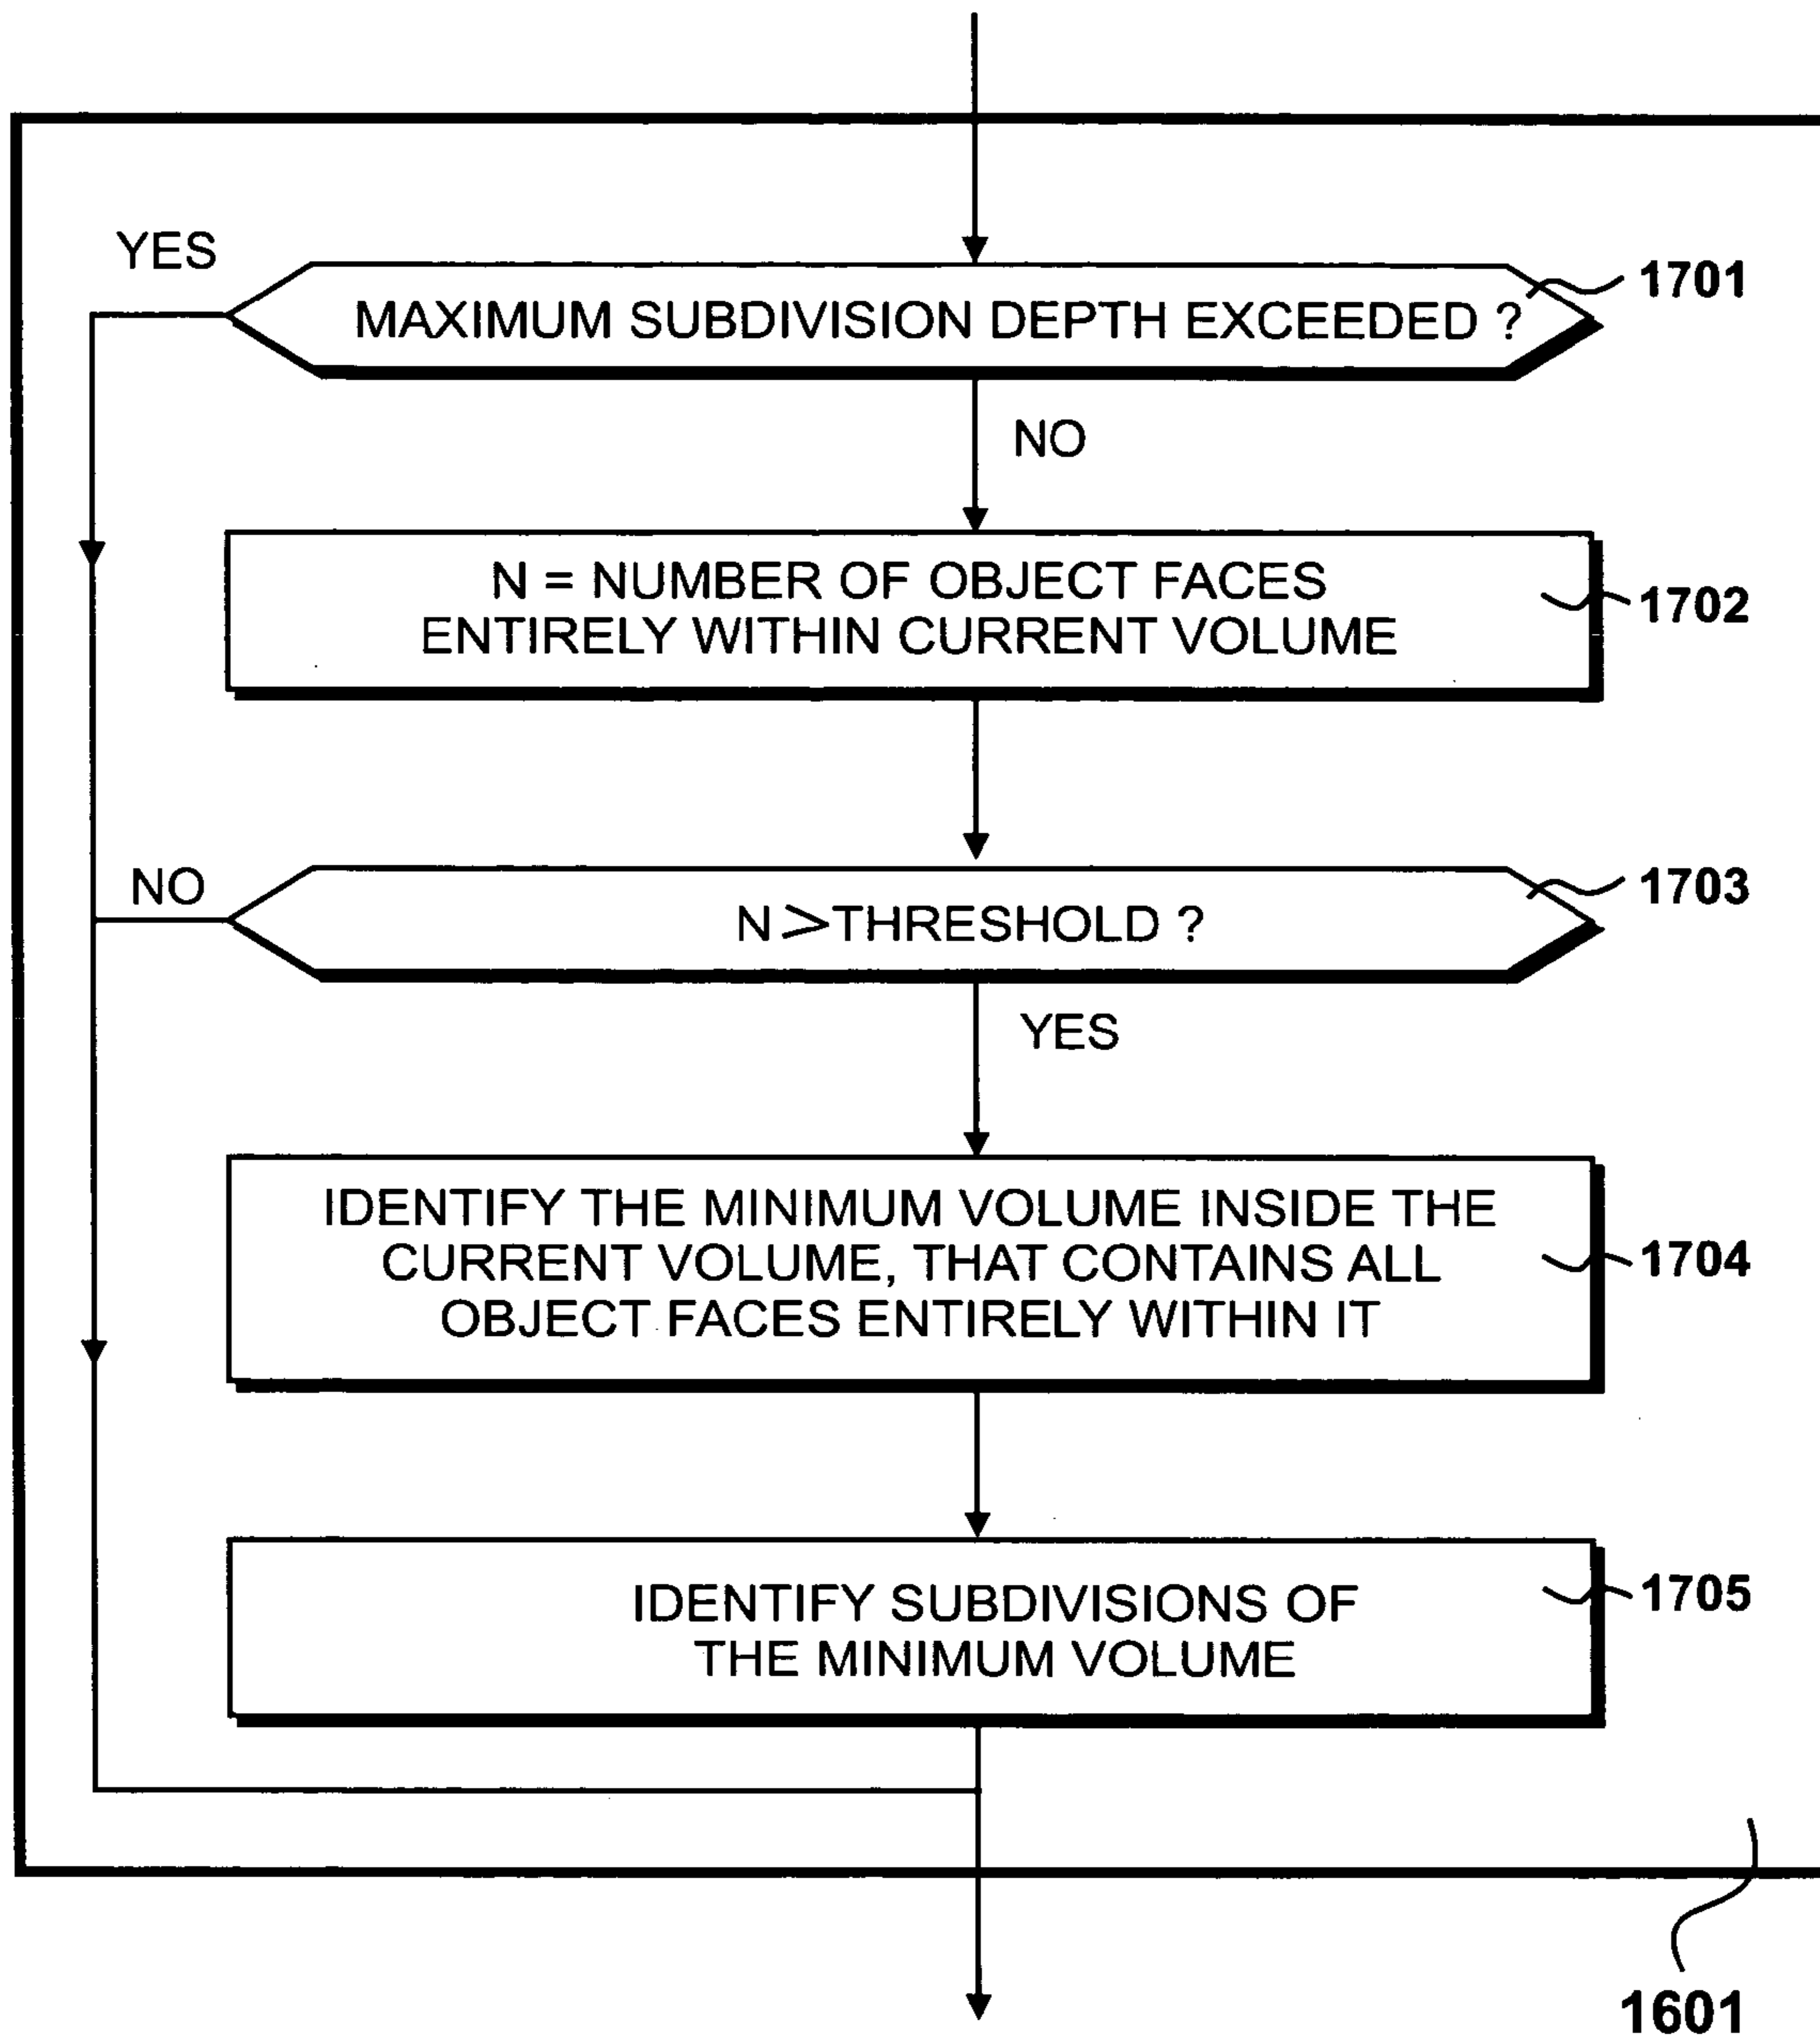 YES
1701
MAXIMUM SUBDIVISION DEPTH EXCEEDED ?
NO
N = NUMBER OF OBJECT FACES
ENTIRELY WITHIN CURRENT VOLUME
1702
NO
1703
N > THRESHOLD ?
YES
IDENTIFY THE MINIMUM VOLUME INSIDE THE
CURRENT VOLUME, THAT CONTAINS ALL
OBJECT FACES ENTIRELY WITHIN IT
1704
IDENTIFY SUBDIVISIONS OF
THE MINIMUM VOLUME
1705
1601